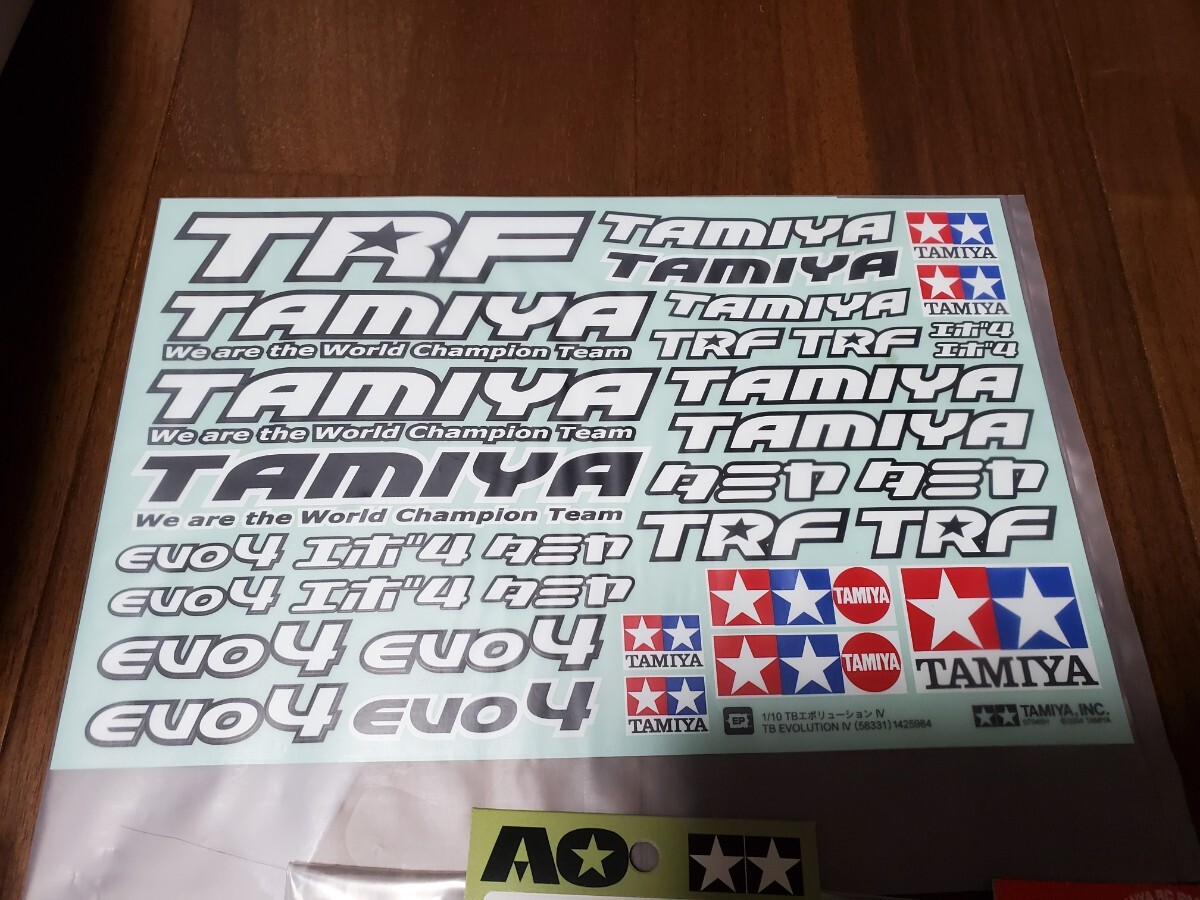 TRF
TAMIYA
We are the World Champion Team
TAMIYA
We are the World Champion Team
TAMIYA
We are the World Champion Team
EVO4 エボ4 タミヤ
EVO4 エボ4 タミヤ
EVO4 EVO4
EVO4 EVO4
TAMIYA
TAMIYA
TAMIYA
TRF TRF
エボ4
エボ4
TAMIYA
TAMIYA
タミヤ タミヤ
TRF TRF
TAMIYA
TAMIYA
TAMIYA
TAMIYA
TAMIYA
TAMIYA
TAMIYA
EP
1/10 TBエボリューション IV
TB EVOLUTION IV (58331) 1425984
TAMIYA, INC.
AO